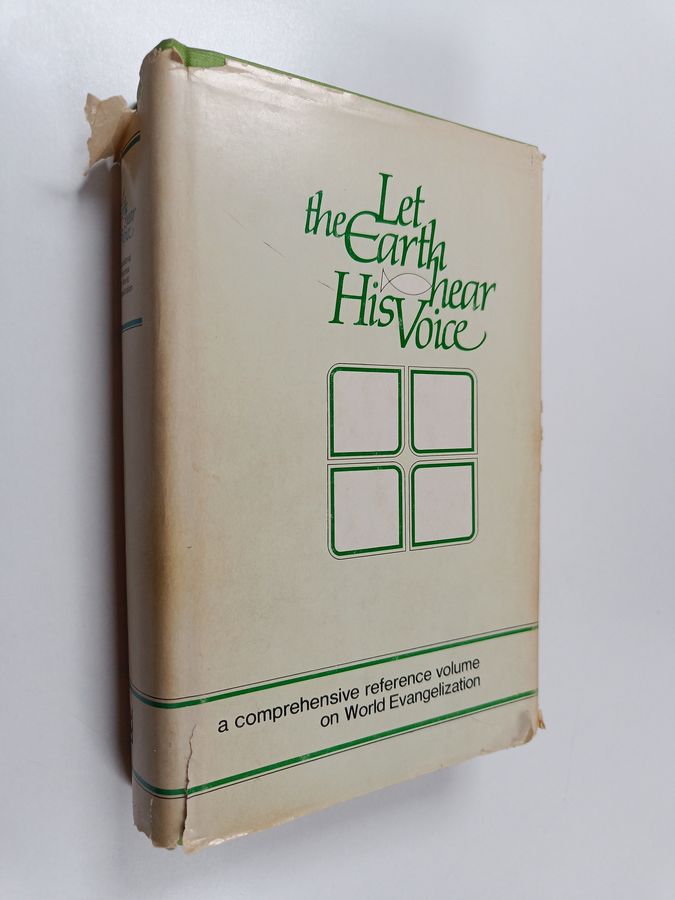 Let
the Earth
hear
His Voice
a comprehensive reference volume
on World Evangelization